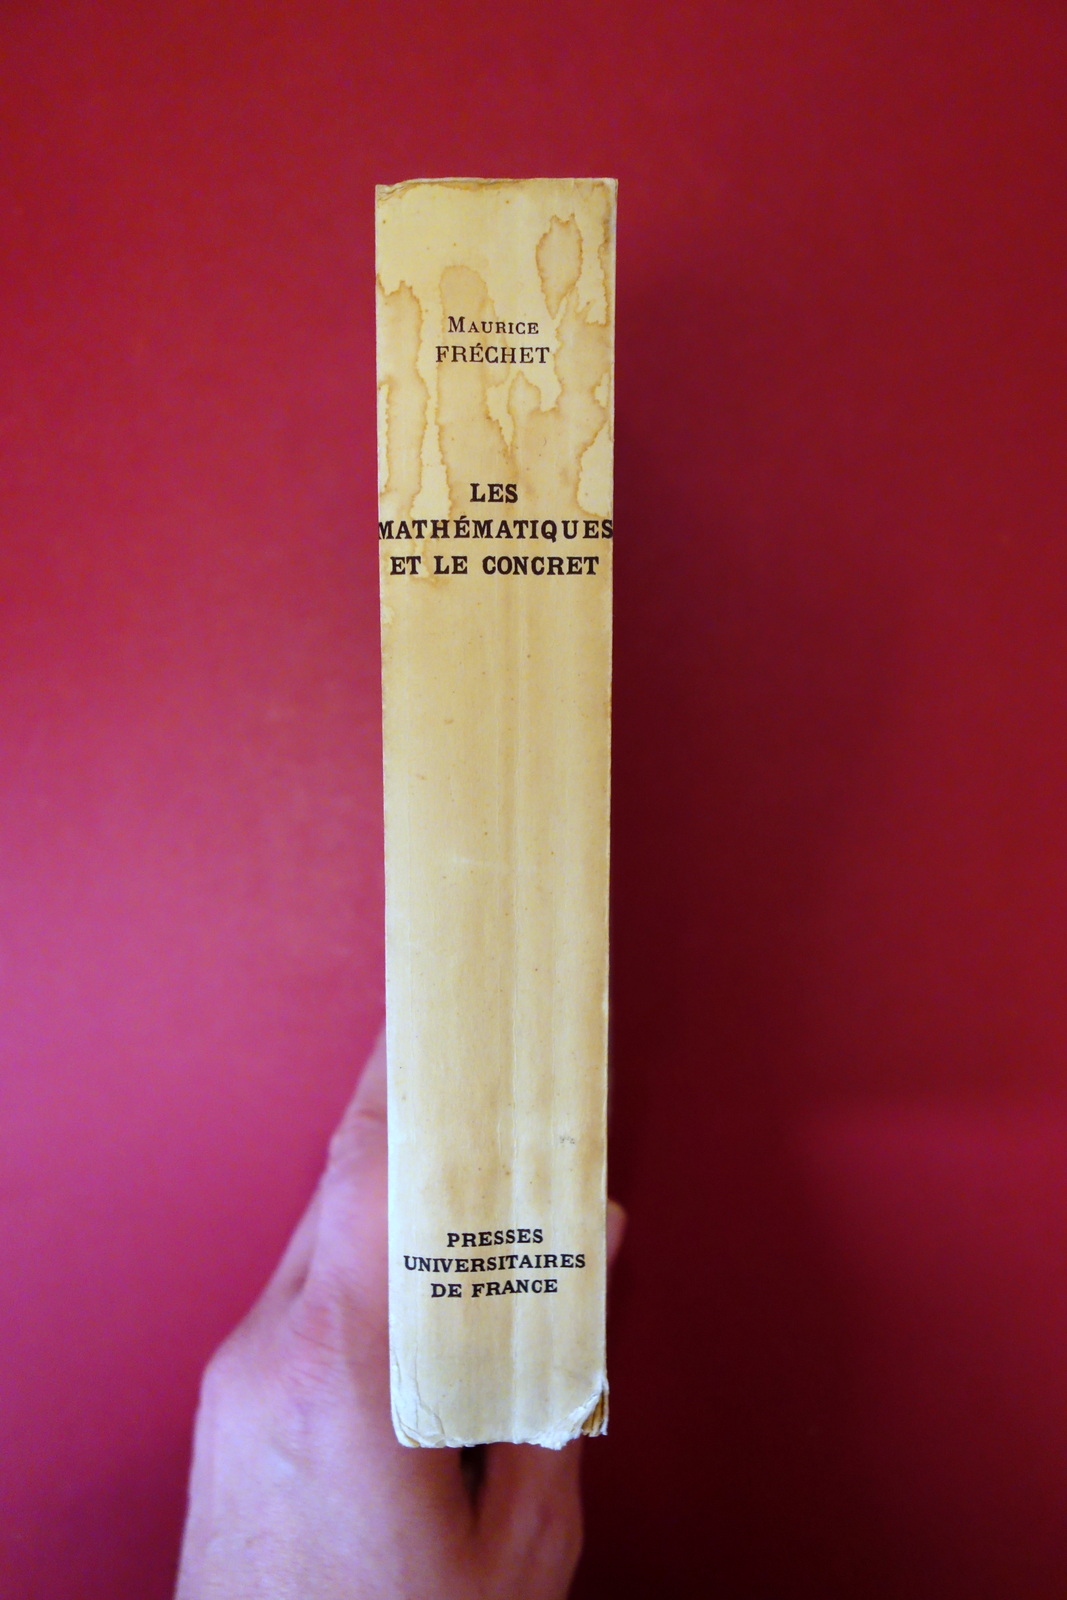 Maurice
FRÉCHET
LES
MATHÉMATIQUES
ET LE CONCRET
PRESSES
UNIVERSITAIRES
DE FRANCE